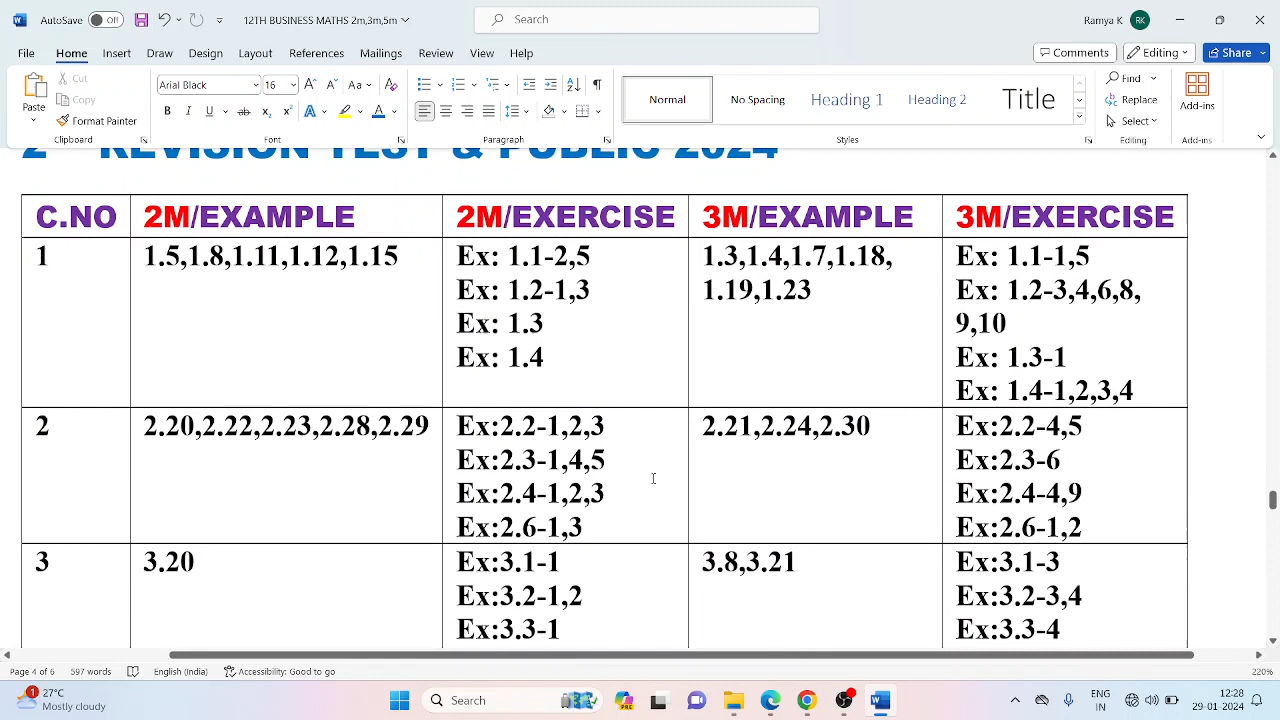 AutoSave Off 12TH BUSINESS MATHS 2m,3m,5m Search Ramya K RK
File Home Insert Draw Design Layout References Mailings Review View Help Comments Editing Share
Paste Cut Copy Format Painter
Clipboard
Arial Black 16 Aa
B I U ab x₂ x² A A
Font
Paragraph
Normal No Spacing Heading 1 Heading 2 Title
Styles
Find Replace Select
Editing
Add-ins
Add-ins
2 REVISION TEST & PUBLIC 2024
C.NO 2M/EXAMPLE 2M/EXERCISE 3M/EXAMPLE 3M/EXERCISE
1 1.5,1.8,1.11,1.12,1.15 Ex: 1.1-2,5 1.3,1.4,1.7,1.18, Ex: 1.1-1,5
Ex: 1.2-1,3 1.19,1.23 Ex: 1.2-3,4,6,8,
Ex: 1.3 9,10
Ex: 1.4 Ex: 1.3-1
Ex: 1.4-1,2,3,4
2 2.20,2.22,2.23,2.28,2.29 Ex:2.2-1,2,3 2.21,2.24,2.30 Ex:2.2-4,5
Ex:2.3-1,4,5 Ex:2.3-6
Ex:2.4-1,2,3 Ex:2.4-4,9
Ex:2.6-1,3 Ex:2.6-1,2
3 3.20 Ex:3.1-1 3.8,3.21 Ex:3.1-3
Ex:3.2-1,2 Ex:3.2-3,4
Ex:3.3-1 Ex:3.3-4
Page 4 of 6 597 words English (India) Accessibility: Good to go 220%
1 27°C Mostly cloudy Search PRE ENG IN 12:28 29-01-2024